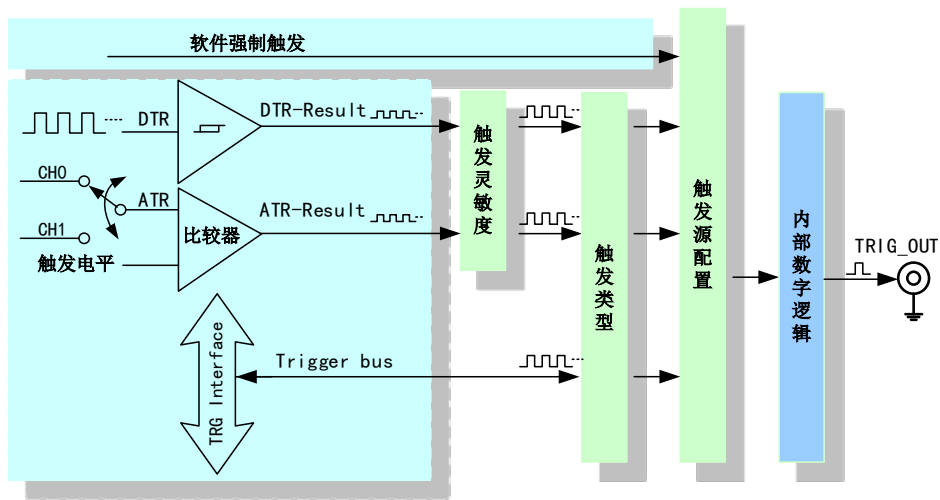 软件强制触发
DTR
DTR-Result
CH0
ATR
ATR-Result
CH1
触发电平
比较器
TRG Interface
Trigger bus
触发灵敏度
触发类型
触发源配置
内部数字逻辑
TRIG_OUT